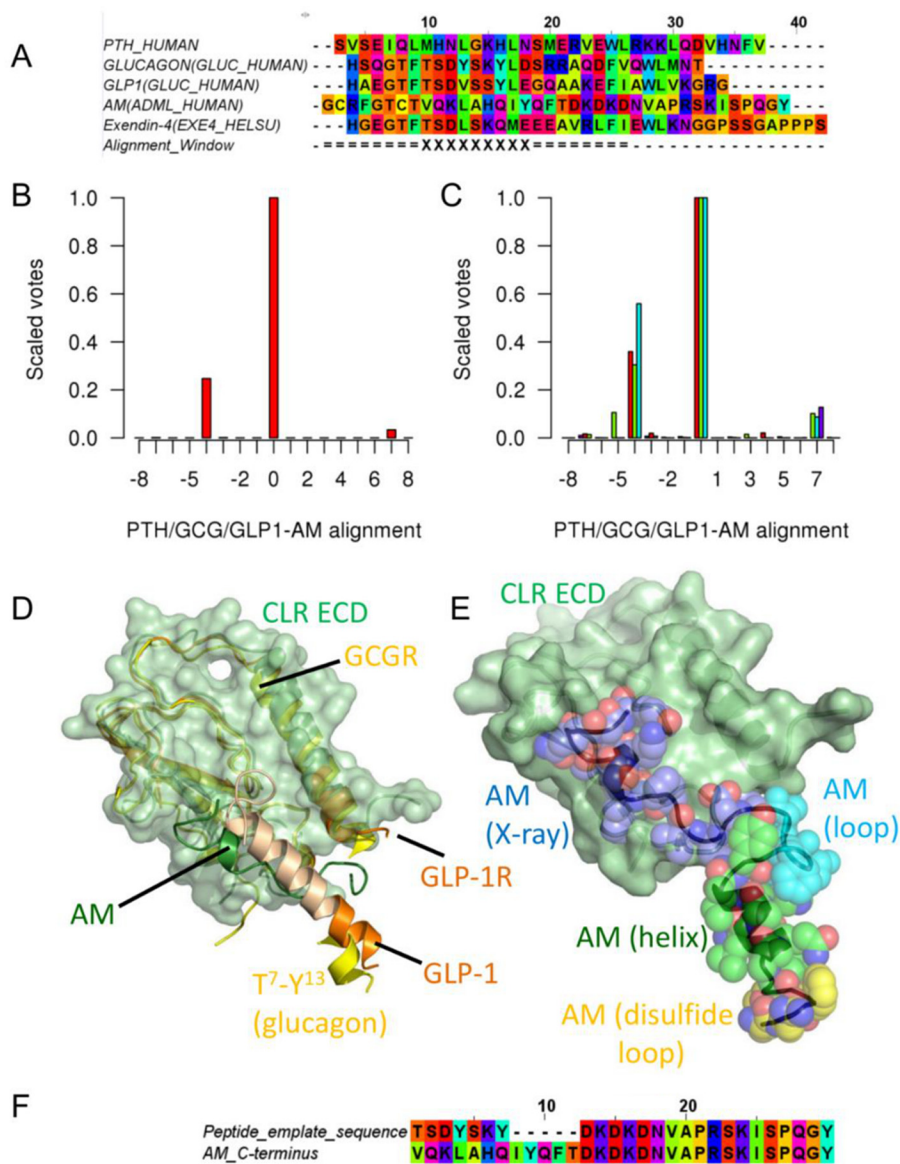 A
10 20 30 40
PTH_HUMAN --SVSEIQLMHNLGKHLNSMERVEWLRKKLQDVHNFV-----
GLUCAGON(GLUC_HUMAN) ---HSQGTFTSDYSKYLDSRRAQDFVQWLMNT----------
GLP1(GLUC_HUMAN) ---HAEGTFTSDVSSYLEGQAAKEFIAWLVKGRG--------
AM(ADML_HUMAN) -GCRFGTCTVQKLAHQIYQFTDKDKDNVAPRSKISPQGY---
Exendin-4(EXE4_HELSU) ---HGEGTFTSDLSKQMEEEAVRLFIEWLKNGGPSSGAPPPS
Alignment_Window -========XXXXXXXXX========----------------
B
Scaled votes
1.0
0.8
0.6
0.4
0.2
0.0
-8 -5 -2 0 2 4 6 8
PTH/GCG/GLP1-AM alignment
C
Scaled votes
1.0
0.8
0.6
0.4
0.2
0.0
-8 -5 -2 1 3 5 7
PTH/GCG/GLP1-AM alignment
D
CLR ECD
GCGR
GLP-1R
AM
GLP-1
T7-Y13
(glucagon)
E
CLR ECD
AM
(X-ray)
AM
(loop)
AM (helix)
AM (disulfide
loop)
F
10 20
Peptide_emplate_sequence TSDYSKY-----DKDKDNVAPRSKISPQGY
AM_C-terminus VQKLAHQIYQFTDKDKDNVAPRSKISPQGY